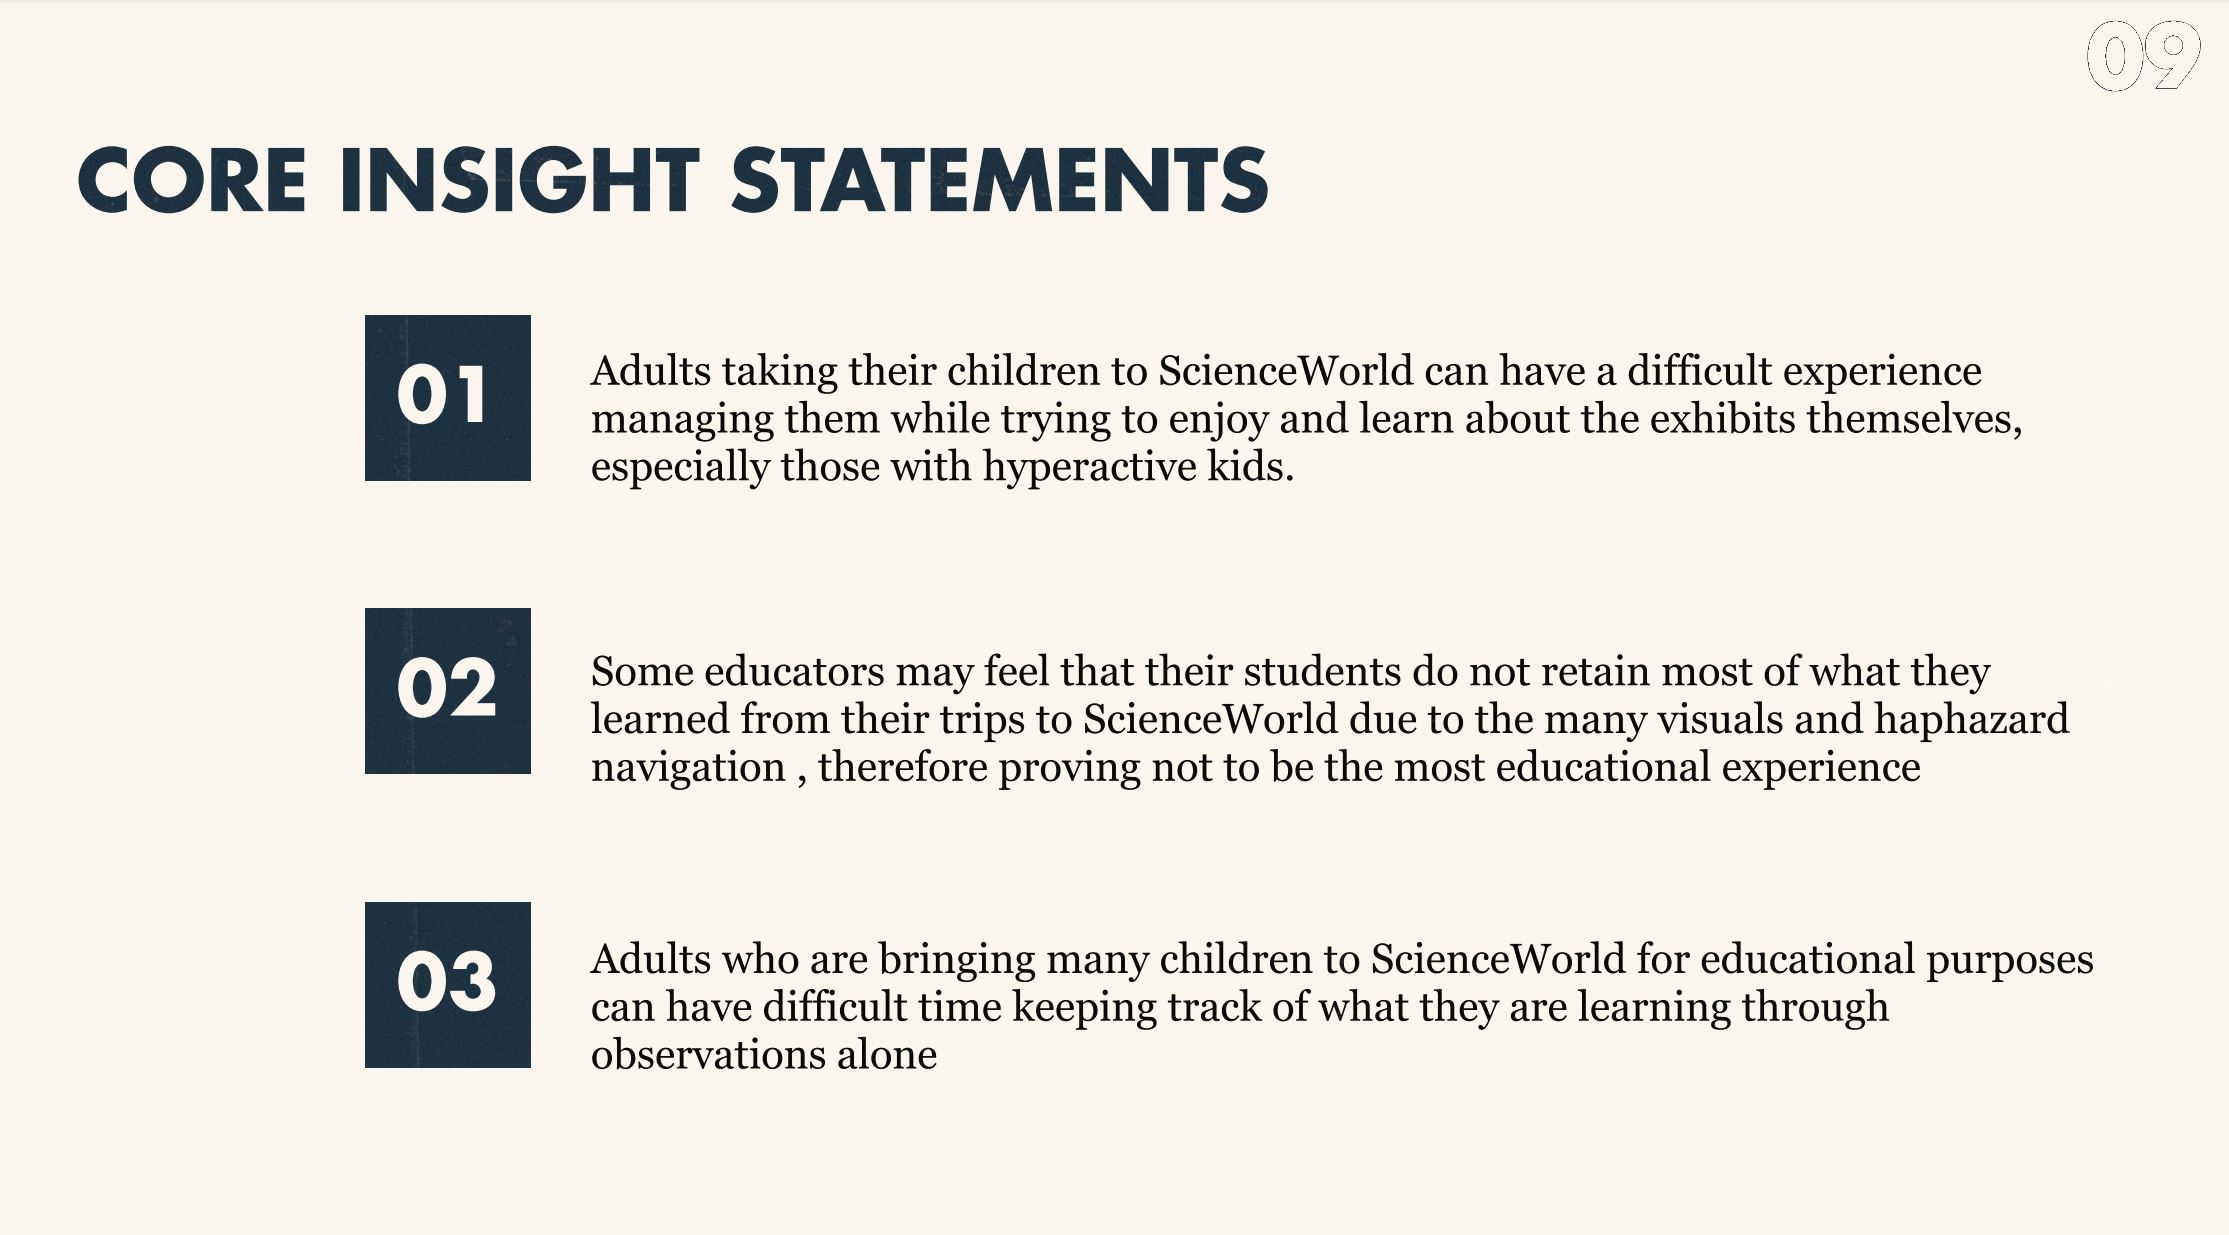 09
CORE INSIGHT STATEMENTS
01
Adults taking their children to ScienceWorld can have a difficult experience
managing them while trying to enjoy and learn about the exhibits themselves,
especially those with hyperactive kids.
02
Some educators may feel that their students do not retain most of what they
learned from their trips to ScienceWorld due to the many visuals and haphazard
navigation , therefore proving not to be the most educational experience
03
Adults who are bringing many children to ScienceWorld for educational purposes
can have difficult time keeping track of what they are learning through
observations alone